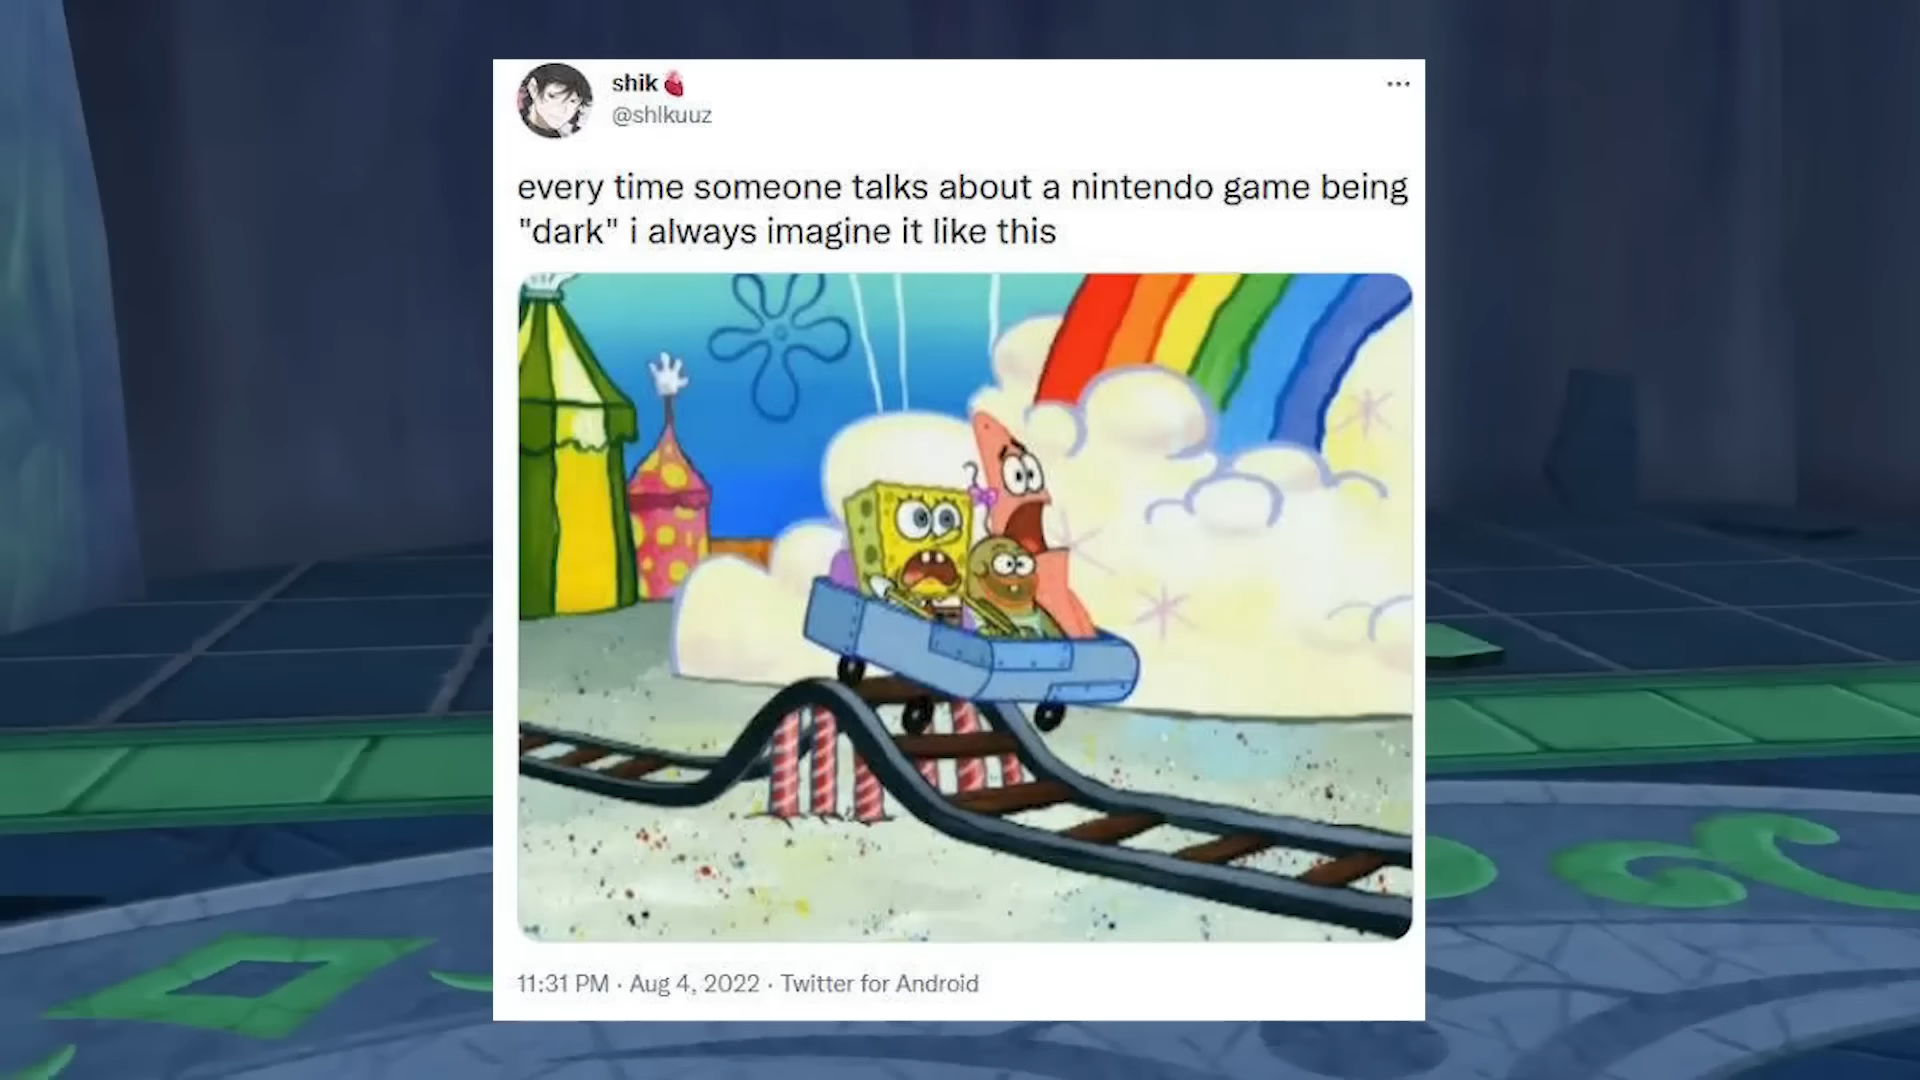 shik
@shlkuuz
every time someone talks about a nintendo game being
"dark" i always imagine it like this
11:31 PM · Aug 4, 2022 · Twitter for Android